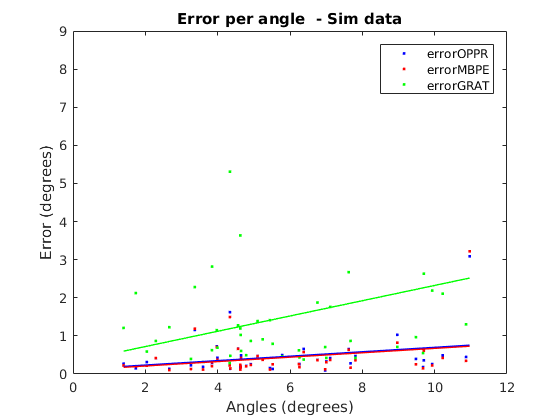 Error per angle - Sim data
errorOPPR
errorMBPE
errorGRAT
Error (degrees)
9
8
7
6
5
4
3
2
1
0
0 2 4 6 8 10 12
Angles (degrees)